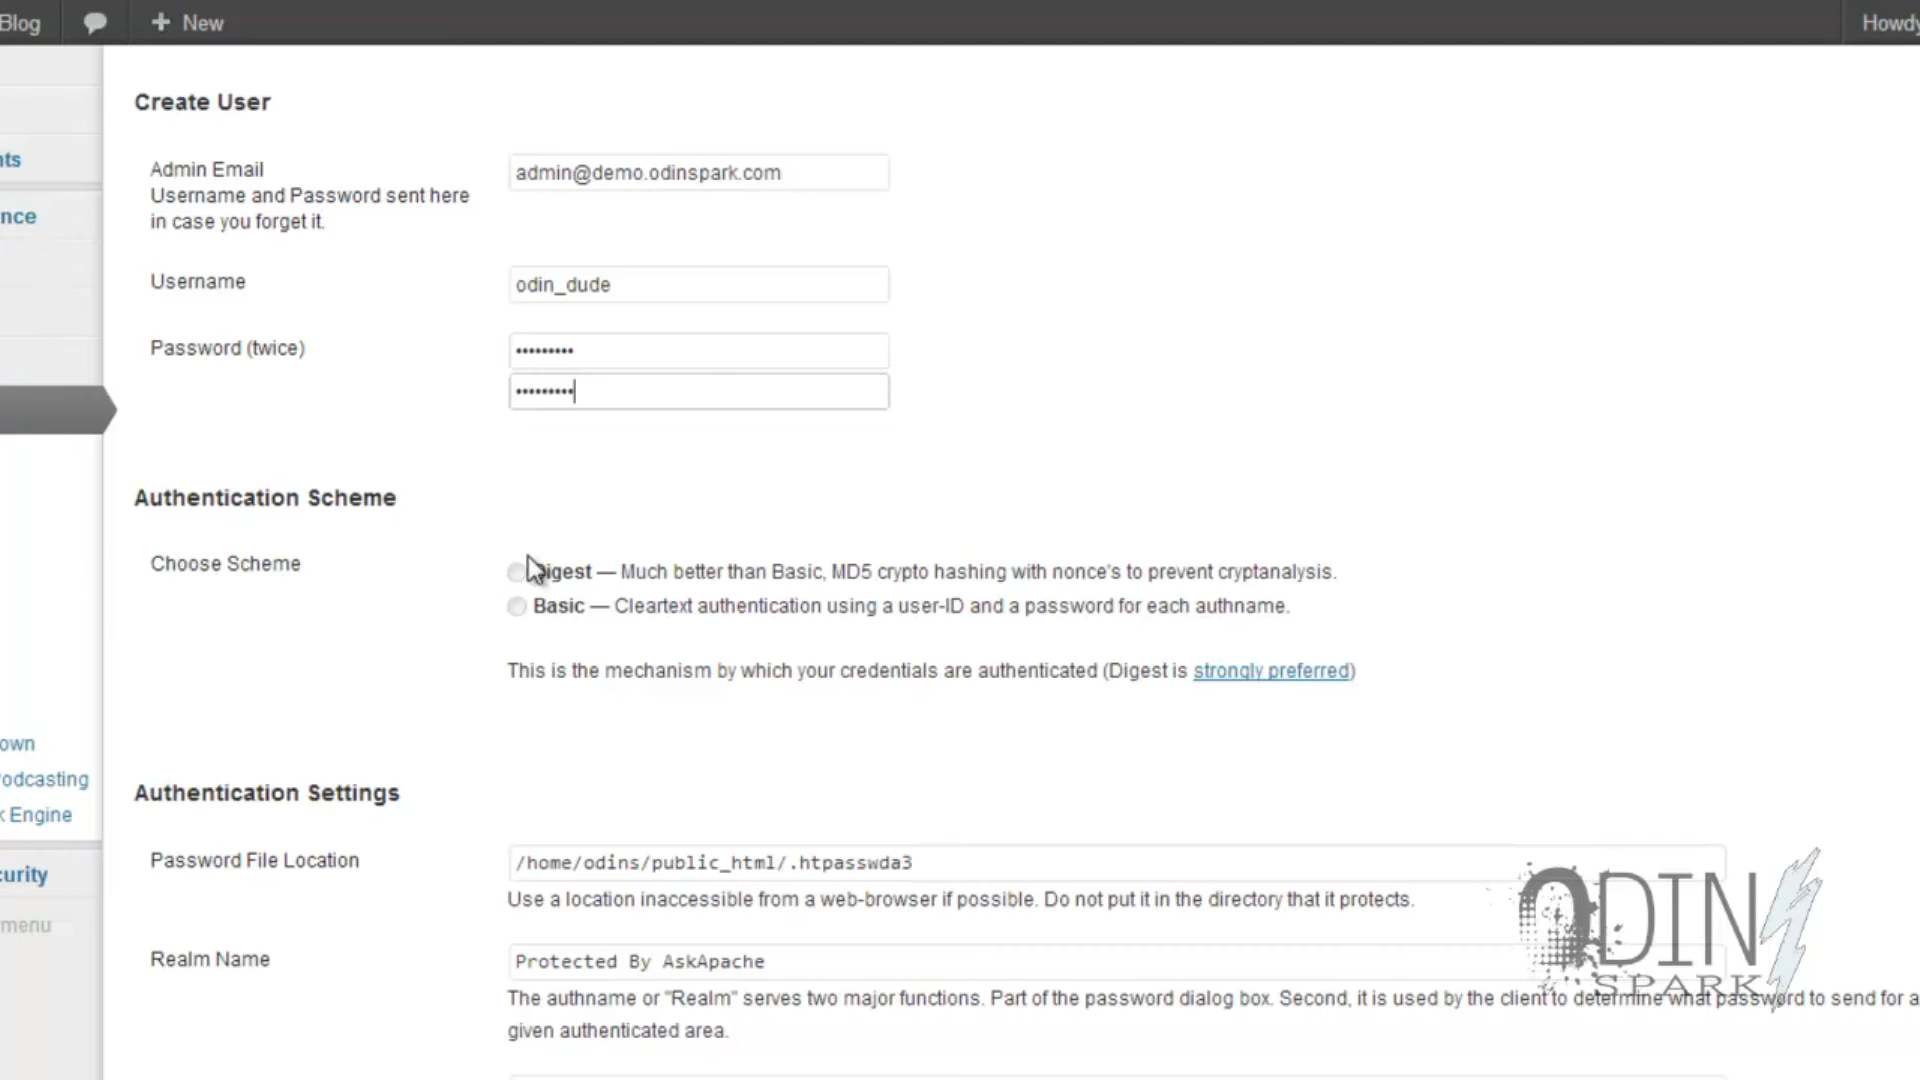 Blog
New
Howdy
Create User
nts
Admin Email
admin@demo.odinspark.com
Username and Password sent here
in case you forget it.
nce
Username
odin_dude
Password (twice)
•••••••••
•••••••••
Authentication Scheme
Choose Scheme
Digest — Much better than Basic, MD5 crypto hashing with nonce's to prevent cryptanalysis.
Basic — Cleartext authentication using a user-ID and a password for each authname.
This is the mechanism by which your credentials are authenticated (Digest is strongly preferred)
own
odcasting
k Engine
Authentication Settings
Password File Location
/home/odins/public_html/.htpasswda3
curity
Use a location inaccessible from a web-browser if possible. Do not put it in the directory that it protects.
menu
Realm Name
Protected By AskApache
The authname or "Realm" serves two major functions. Part of the password dialog box. Second, it is used by the client to determine what password to send for a
given authenticated area.
ODIN
SPARK